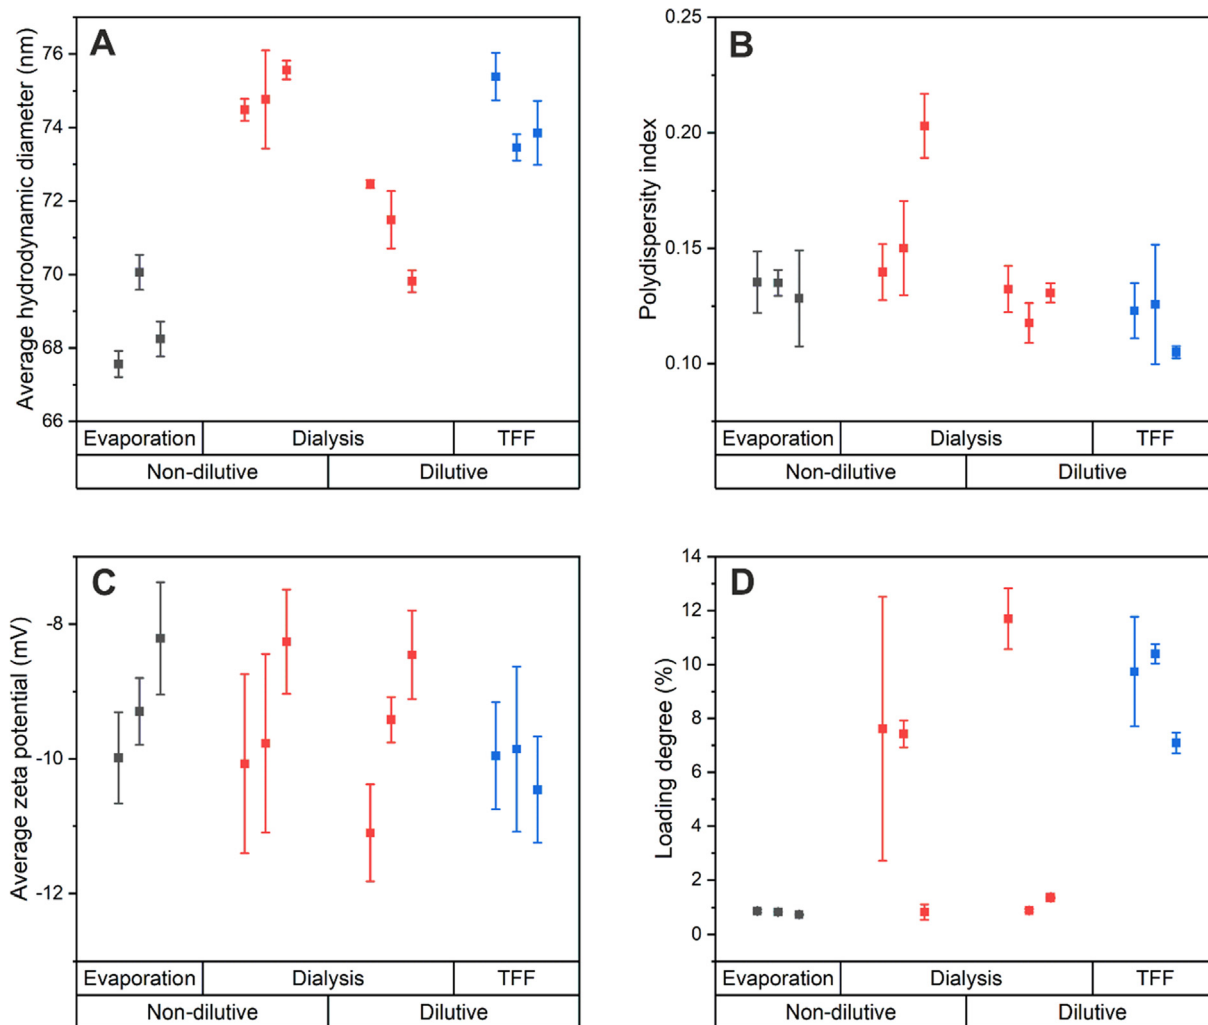 A
Average hydrodynamic diameter (nm)
76
74
72
70
68
66
Evaporation Dialysis TFF
Non-dilutive Dilutive
B
Polydispersity index
0.25
0.20
0.15
0.10
Evaporation Dialysis TFF
Non-dilutive Dilutive
C
Average zeta potential (mV)
-8
-10
-12
Evaporation Dialysis TFF
Non-dilutive Dilutive
D
Loading degree (%)
14
12
10
8
6
4
2
0
Evaporation Dialysis TFF
Non-dilutive Dilutive